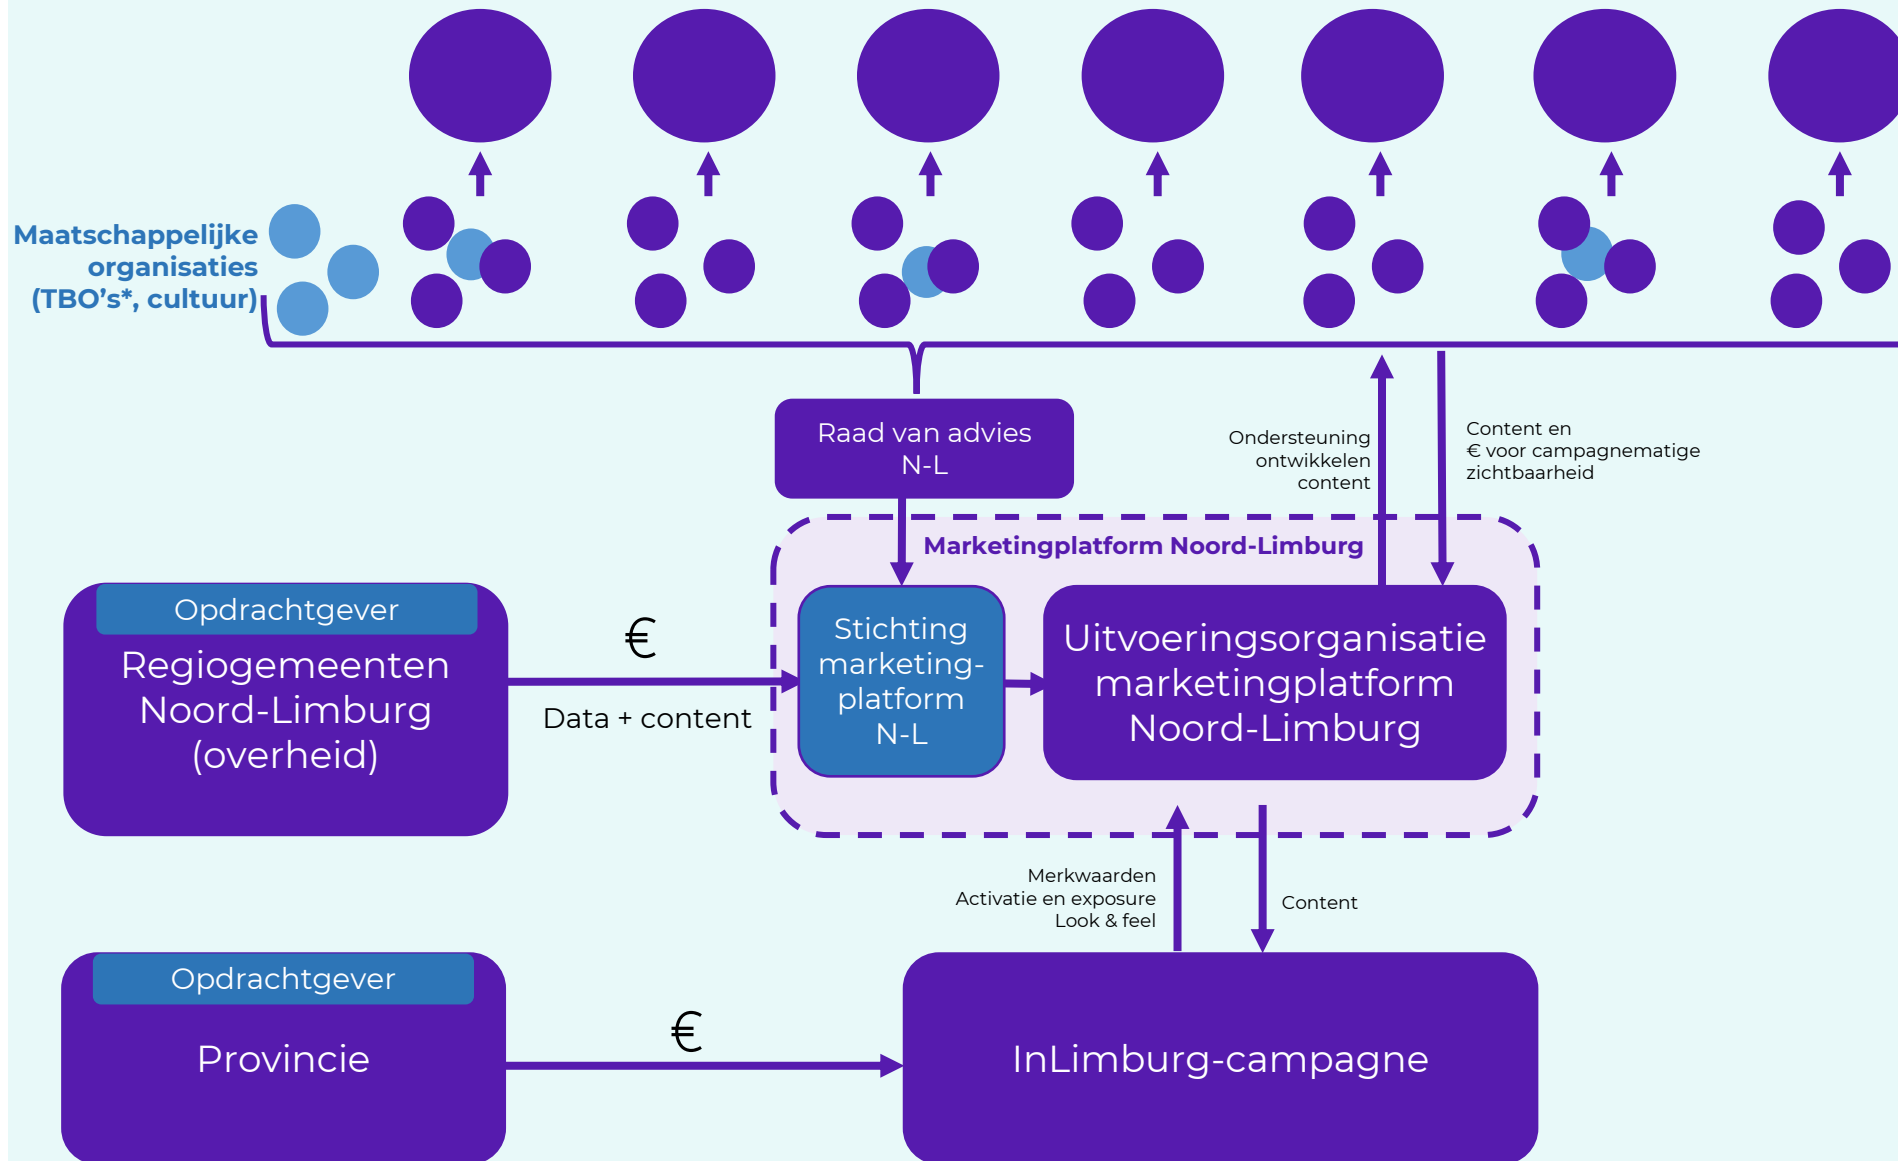 Maatschappelijke
organisaties
(TBO's*, cultuur)
Raad van advies
N-L
Ondersteuning
ontwikkelen
content
Content en
€ voor campagnematige
zichtbaarheid
Marketingplatform Noord-Limburg
Opdrachtgever
Regiogemeenten
Noord-Limburg
(overheid)
€
Data + content
Stichting
marketing-
platform
N-L
Uitvoeringsorganisatie
marketingplatform
Noord-Limburg
Merkwaarden
Activatie en exposure
Look & feel
Content
Opdrachtgever
Provincie
€
InLimburg-campagne